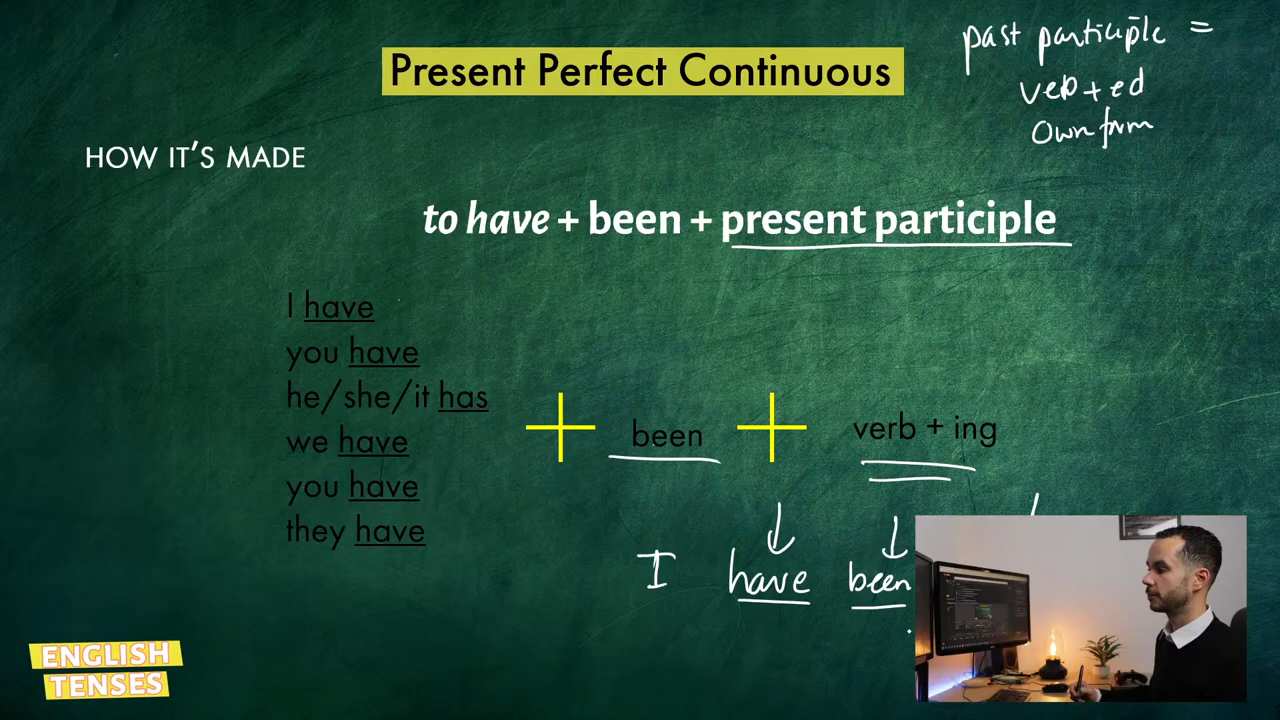 past participle =
Present Perfect Continuous
verb + ed
own form
HOW IT'S MADE
to have + been + present participle
I have
you have
he/she/it has
we have
you have
they have
been
verb + ing
I have been
ENGLISH
TENSES